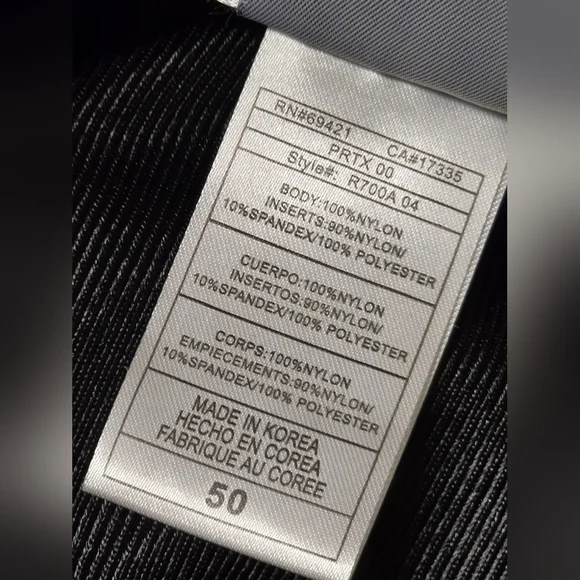 RN#69421 CA#17335
PRTX 00
Style#: R700A 04
BODY:100%NYLON
INSERTS:90%NYLON/
10%SPANDEX/100% POLYESTER
CUERPO:100%NYLON
INSERTOS:90%NYLON/
10%SPANDEX/100% POLYESTER
CORPS:100%NYLON
EMPIECEMENTS:90%NYLON/
10%SPANDEX/100% POLYESTER
MADE IN KOREA
HECHO EN COREA
FABRIQUE AU COREE
50